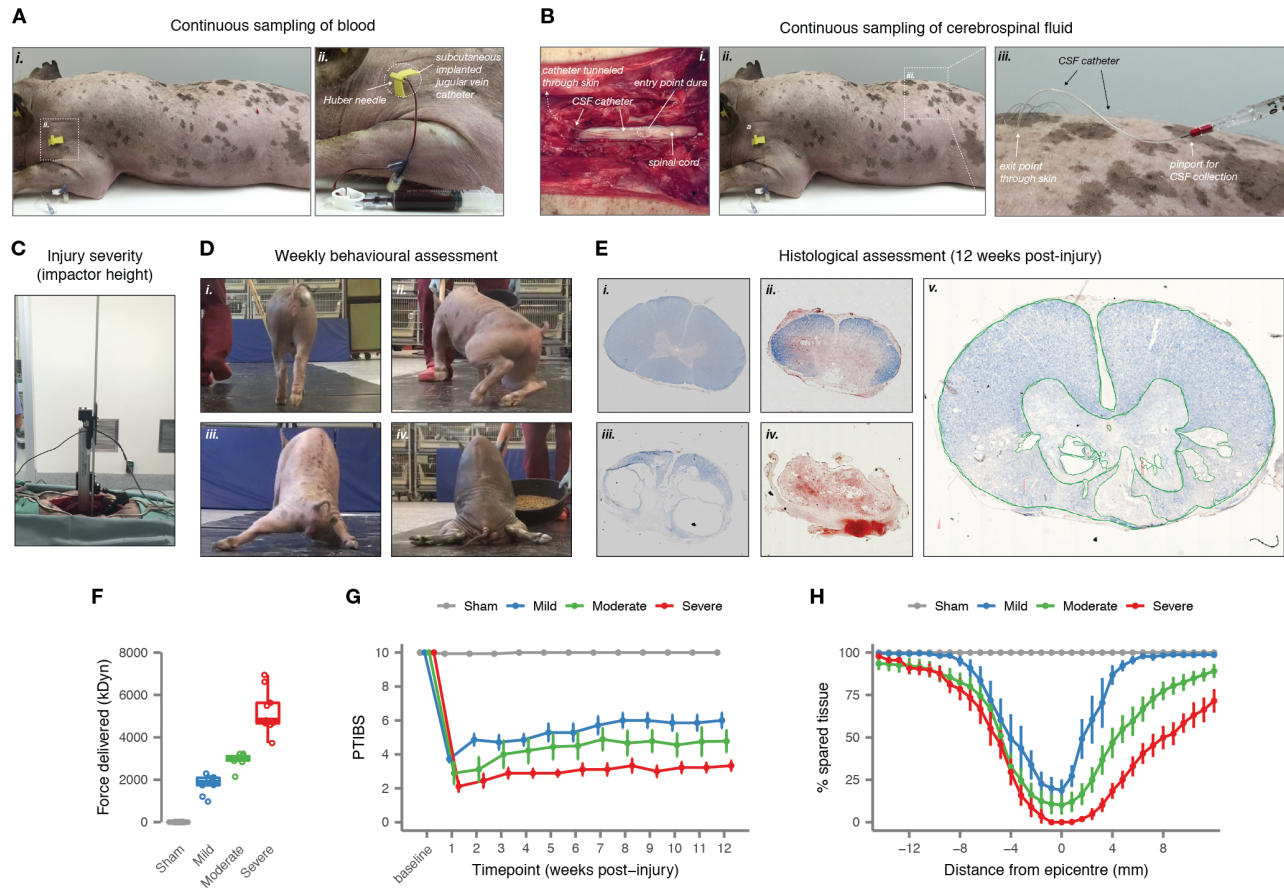 A
Continuous sampling of blood
i.
ii.
ii.
Huber needle
subcutaneous
implanted
jugular vein
catheter
B
Continuous sampling of cerebrospinal fluid
i.
catheter tunneled
through skin
CSF catheter
entry point dura
spinal cord
ii.
iii.
a
iii.
CSF catheter
exit point
through skin
pinport for
CSF collection
C
Injury severity
(impactor height)
D
Weekly behavioural assessment
i.
ii.
iii.
iv.
E
Histological assessment (12 weeks post-injury)
i.
ii.
iii.
iv.
v.
F
Force delivered (kDyn)
8000
6000
4000
2000
0
Sham
Mild
Moderate
Severe
G
Sham Mild Moderate Severe
PTIBS
10
8
6
4
2
0
baseline 1 2 3 4 5 6 7 8 9 10 11 12
Timepoint (weeks post−injury)
H
Sham Mild Moderate Severe
% spared tissue
100
75
50
25
0
−12 −8 −4 0 4 8
Distance from epicentre (mm)